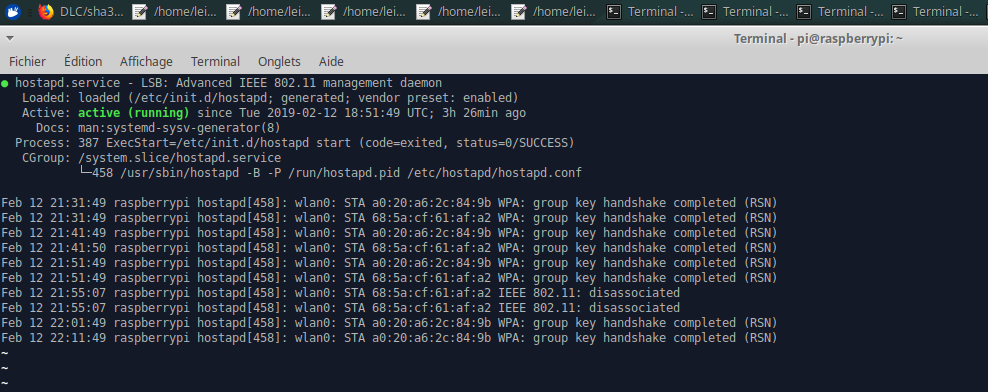 DLC/sha3... /home/lei... /home/lei... /home/lei... /home/lei... /home/lei... Terminal -... Terminal -... Terminal -... Terminal -...
Terminal - pi@raspberrypi: ~
Fichier Édition Affichage Terminal Onglets Aide
● hostapd.service - LSB: Advanced IEEE 802.11 management daemon
Loaded: loaded (/etc/init.d/hostapd; generated; vendor preset: enabled)
Active: active (running) since Tue 2019-02-12 18:51:49 UTC; 3h 26min ago
Docs: man:systemd-sysv-generator(8)
Process: 387 ExecStart=/etc/init.d/hostapd start (code=exited, status=0/SUCCESS)
CGroup: /system.slice/hostapd.service
└─458 /usr/sbin/hostapd -B -P /run/hostapd.pid /etc/hostapd/hostapd.conf
Feb 12 21:31:49 raspberrypi hostapd[458]: wlan0: STA a0:20:a6:2c:84:9b WPA: group key handshake completed (RSN)
Feb 12 21:31:49 raspberrypi hostapd[458]: wlan0: STA 68:5a:cf:61:af:a2 WPA: group key handshake completed (RSN)
Feb 12 21:41:49 raspberrypi hostapd[458]: wlan0: STA a0:20:a6:2c:84:9b WPA: group key handshake completed (RSN)
Feb 12 21:41:50 raspberrypi hostapd[458]: wlan0: STA 68:5a:cf:61:af:a2 WPA: group key handshake completed (RSN)
Feb 12 21:51:49 raspberrypi hostapd[458]: wlan0: STA a0:20:a6:2c:84:9b WPA: group key handshake completed (RSN)
Feb 12 21:51:49 raspberrypi hostapd[458]: wlan0: STA 68:5a:cf:61:af:a2 WPA: group key handshake completed (RSN)
Feb 12 21:55:07 raspberrypi hostapd[458]: wlan0: STA 68:5a:cf:61:af:a2 IEEE 802.11: disassociated
Feb 12 21:55:07 raspberrypi hostapd[458]: wlan0: STA 68:5a:cf:61:af:a2 IEEE 802.11: disassociated
Feb 12 22:01:49 raspberrypi hostapd[458]: wlan0: STA a0:20:a6:2c:84:9b WPA: group key handshake completed (RSN)
Feb 12 22:11:49 raspberrypi hostapd[458]: wlan0: STA a0:20:a6:2c:84:9b WPA: group key handshake completed (RSN)
~
~
~